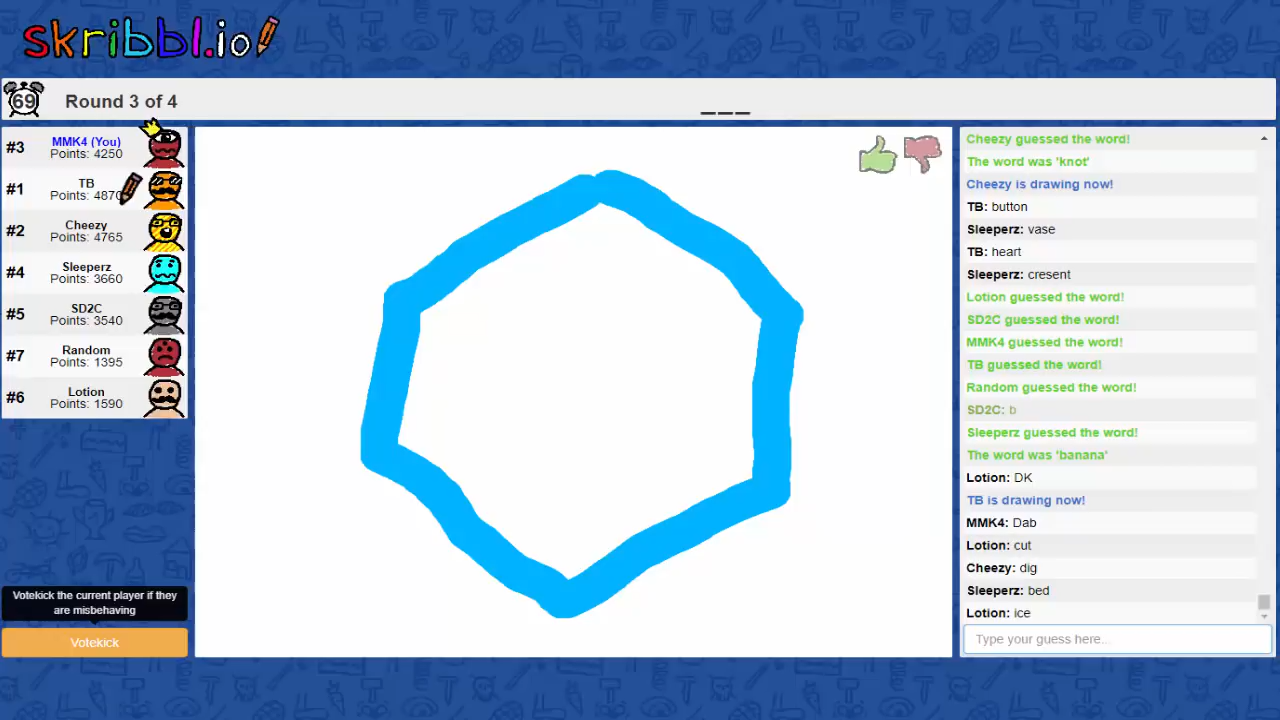 skribbl.io
69
Round 3 of 4
___
#3
MMK4 (You)
Points: 4250
#1
TB
Points: 4870
#2
Cheezy
Points: 4765
#4
Sleeperz
Points: 3660
#5
SD2C
Points: 3540
#7
Random
Points: 1395
#6
Lotion
Points: 1590
Votekick the current player if they
are misbehaving
Votekick
Cheezy guessed the word!
The word was 'knot'
Cheezy is drawing now!
TB: button
Sleeperz: vase
TB: heart
Sleeperz: cresent
Lotion guessed the word!
SD2C guessed the word!
MMK4 guessed the word!
TB guessed the word!
Random guessed the word!
SD2C: b
Sleeperz guessed the word!
The word was 'banana'
Lotion: DK
TB is drawing now!
MMK4: Dab
Lotion: cut
Cheezy: dig
Sleeperz: bed
Lotion: ice
Type your guess here...